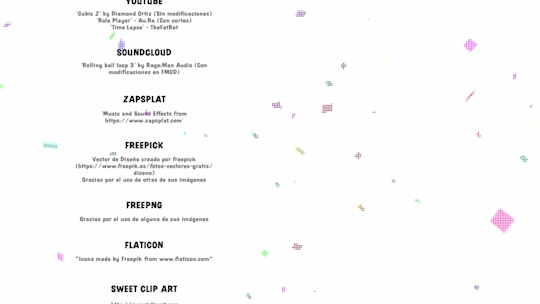 YOUTUBE
'Cubic Z' by Diamond Ortiz (Sin modificaciones)
'Role Player' - Au.Ra (Con cortes)
'Time Lapse' - TheFatRat
SOUNDCLOUD
'Rolling ball loop 3' by Rage:Man Audio (Con
modificaciones en FMOD)
ZAPSPLAT
'Music and Sound Effects from
https://www.zapsplat.com'
FREEPICK
Vector de Diseño creado por freepick
(https://www.freepik.es/fotos-vectores-gratis/
diseno)
Gracias por el uso de otras de sus imágenes
FREEPNG
Gracias por el uso de alguna de sus imágenes
FLATICON
"Icons made by Freepik from www.flaticon.com"
SWEET CLIP ART